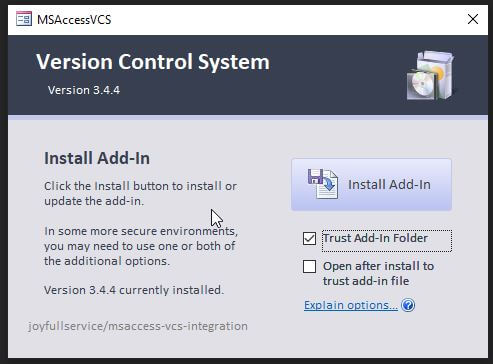 MSAccessVCS
Version Control System
Version 3.4.4
Install Add-In
Click the Install button to install or
update the add-in.
In some more secure environments,
you may need to use one or both of
the additional options.
Version 3.4.4 currently installed.
joyfullservice/msaccess-vcs-integration
Install Add-In
Trust Add-In Folder
Open after install to
trust add-in file
Explain options...
?